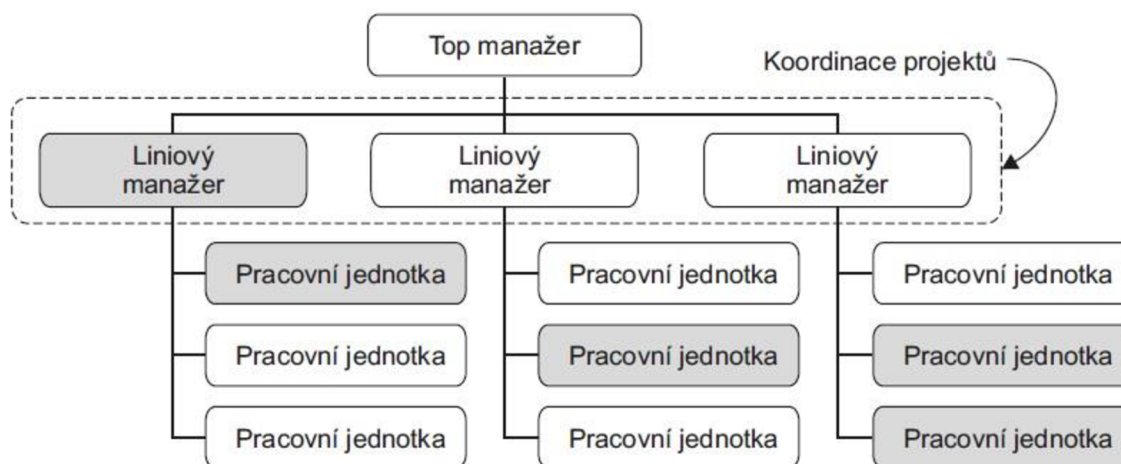 Top manažer
Koordinace projektů
Liniový
manažer
Liniový
manažer
Liniový
manažer
Pracovní jednotka
Pracovní jednotka
Pracovní jednotka
Pracovní jednotka
Pracovní jednotka
Pracovní jednotka
Pracovní jednotka
Pracovní jednotka
Pracovní jednotka